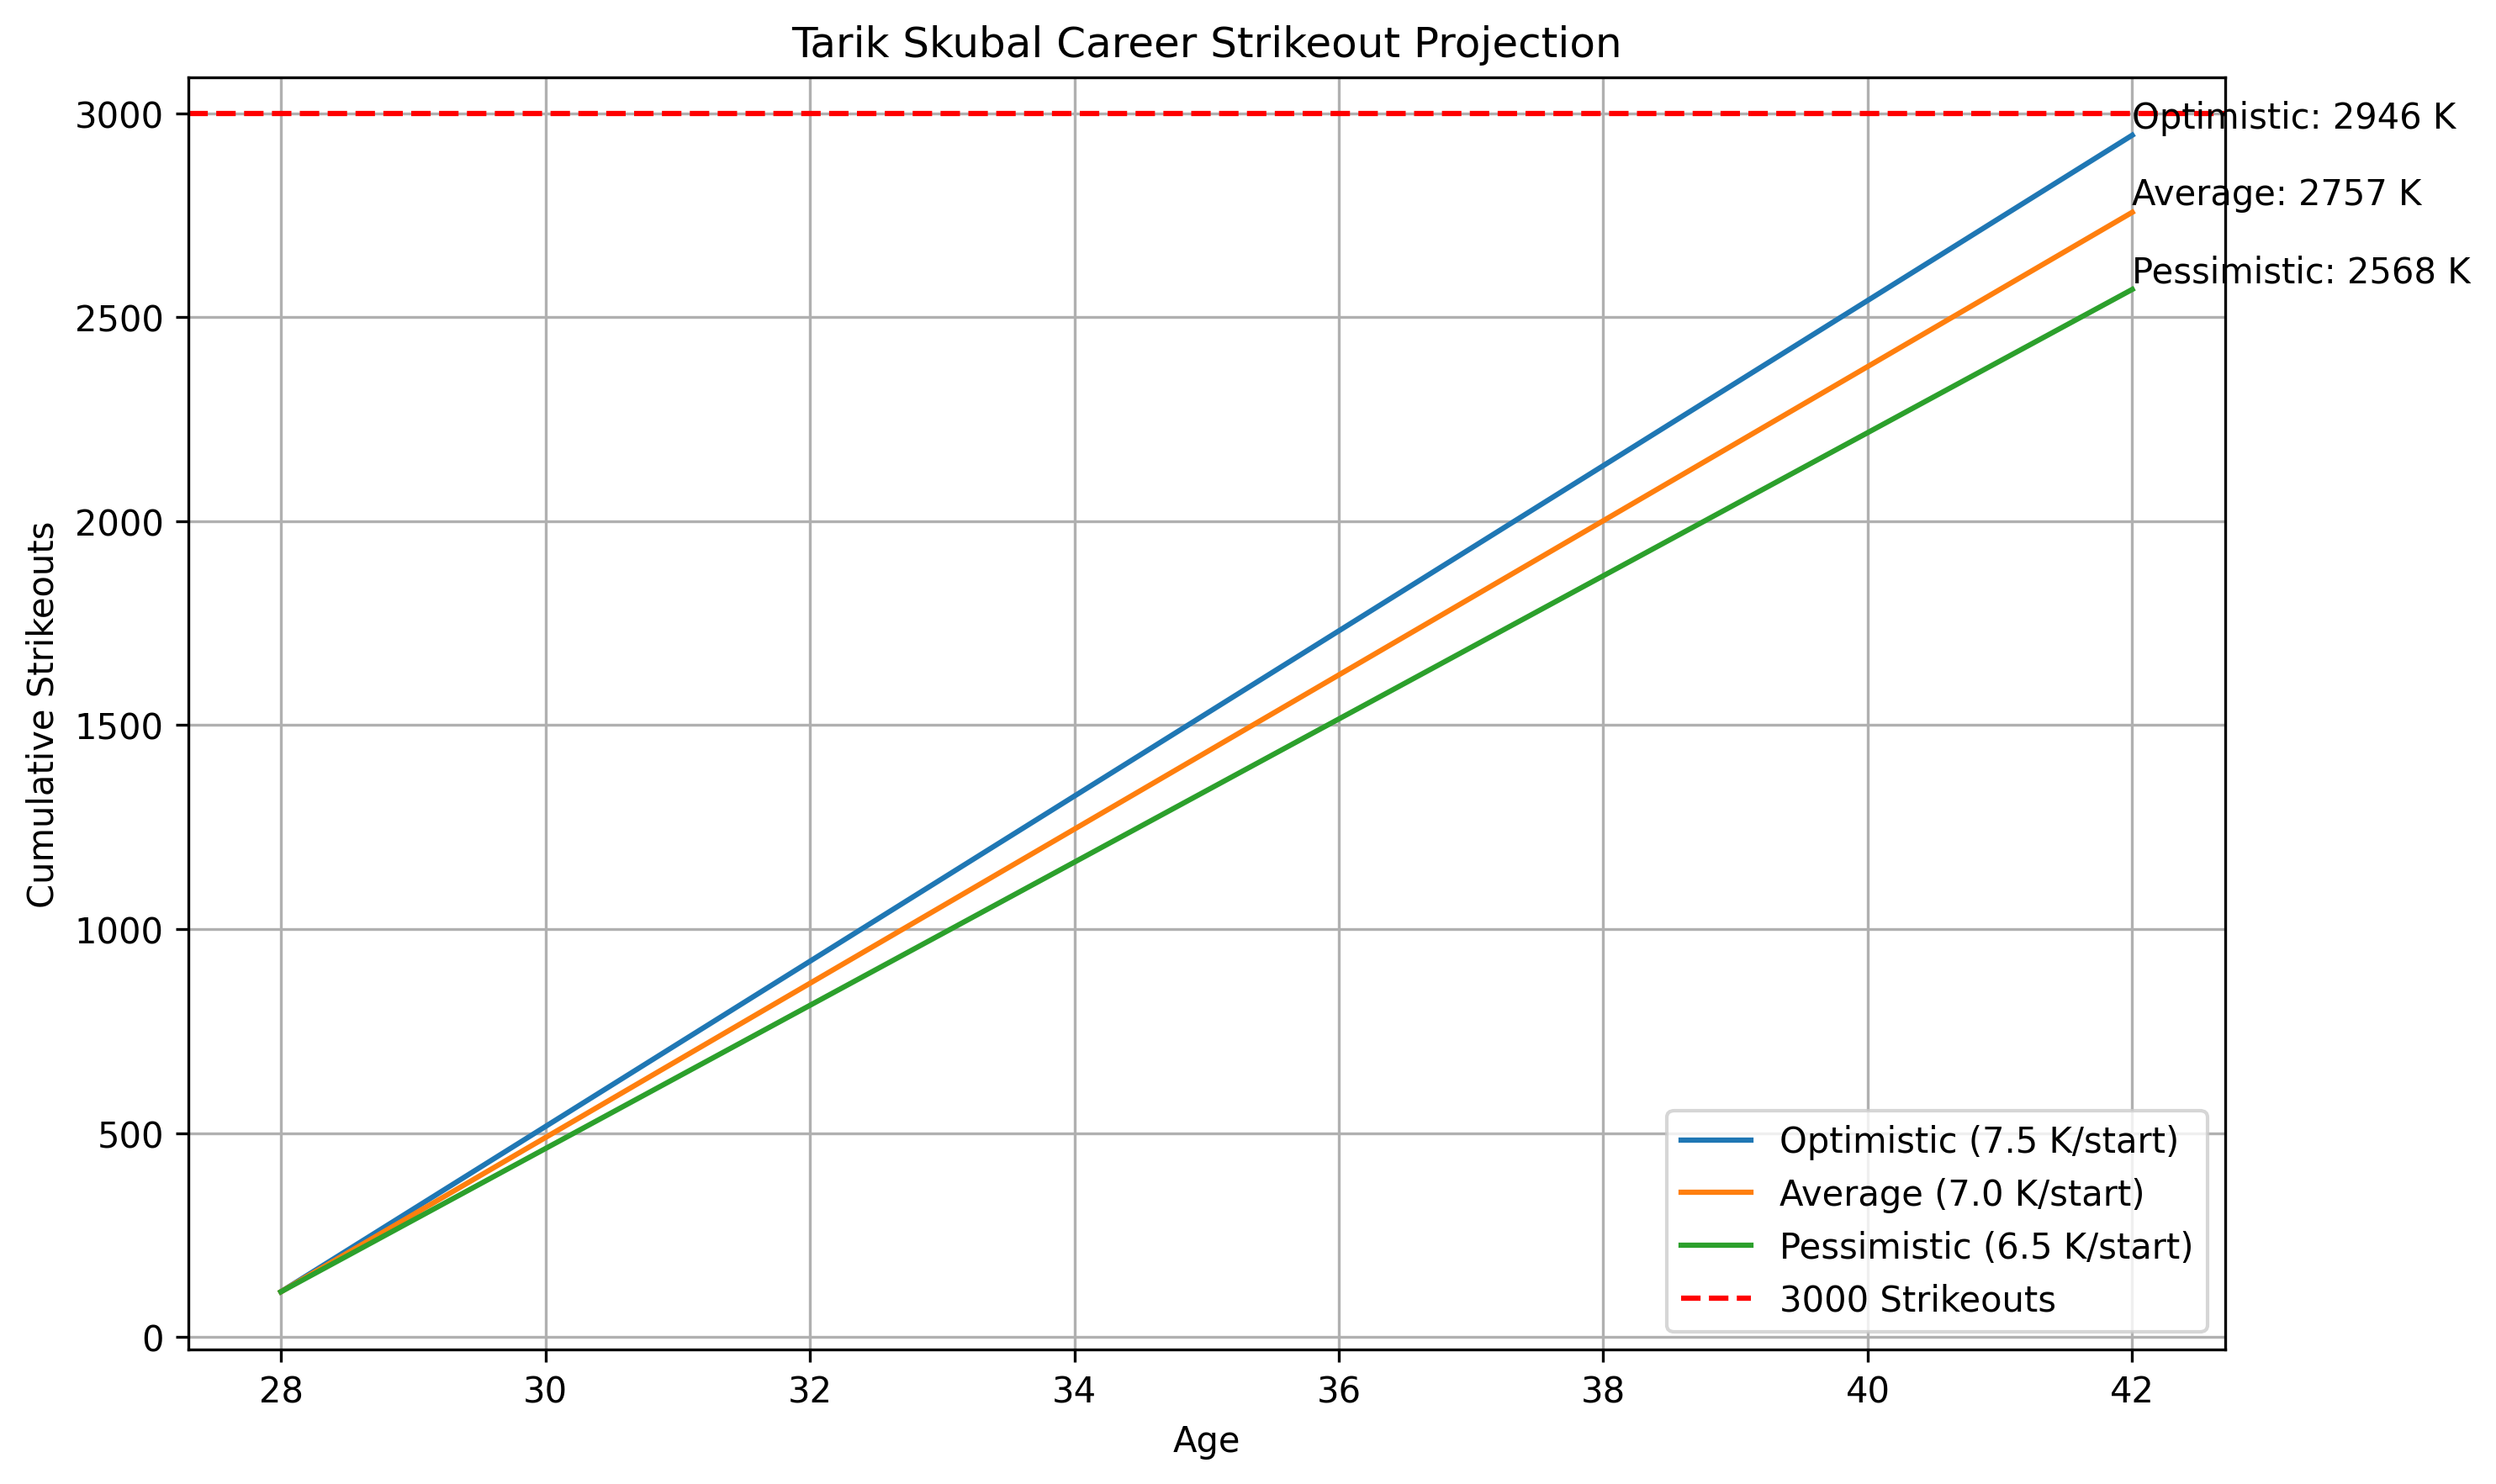 Tarik Skubal Career Strikeout Projection
Cumulative Strikeouts
3000
2500
2000
1500
1000
500
0
Optimistic: 2946 K
Average: 2757 K
Pessimistic: 2568 K
Optimistic (7.5 K/start)
Average (7.0 K/start)
Pessimistic (6.5 K/start)
3000 Strikeouts
28 30 32 34 36 38 40 42
Age